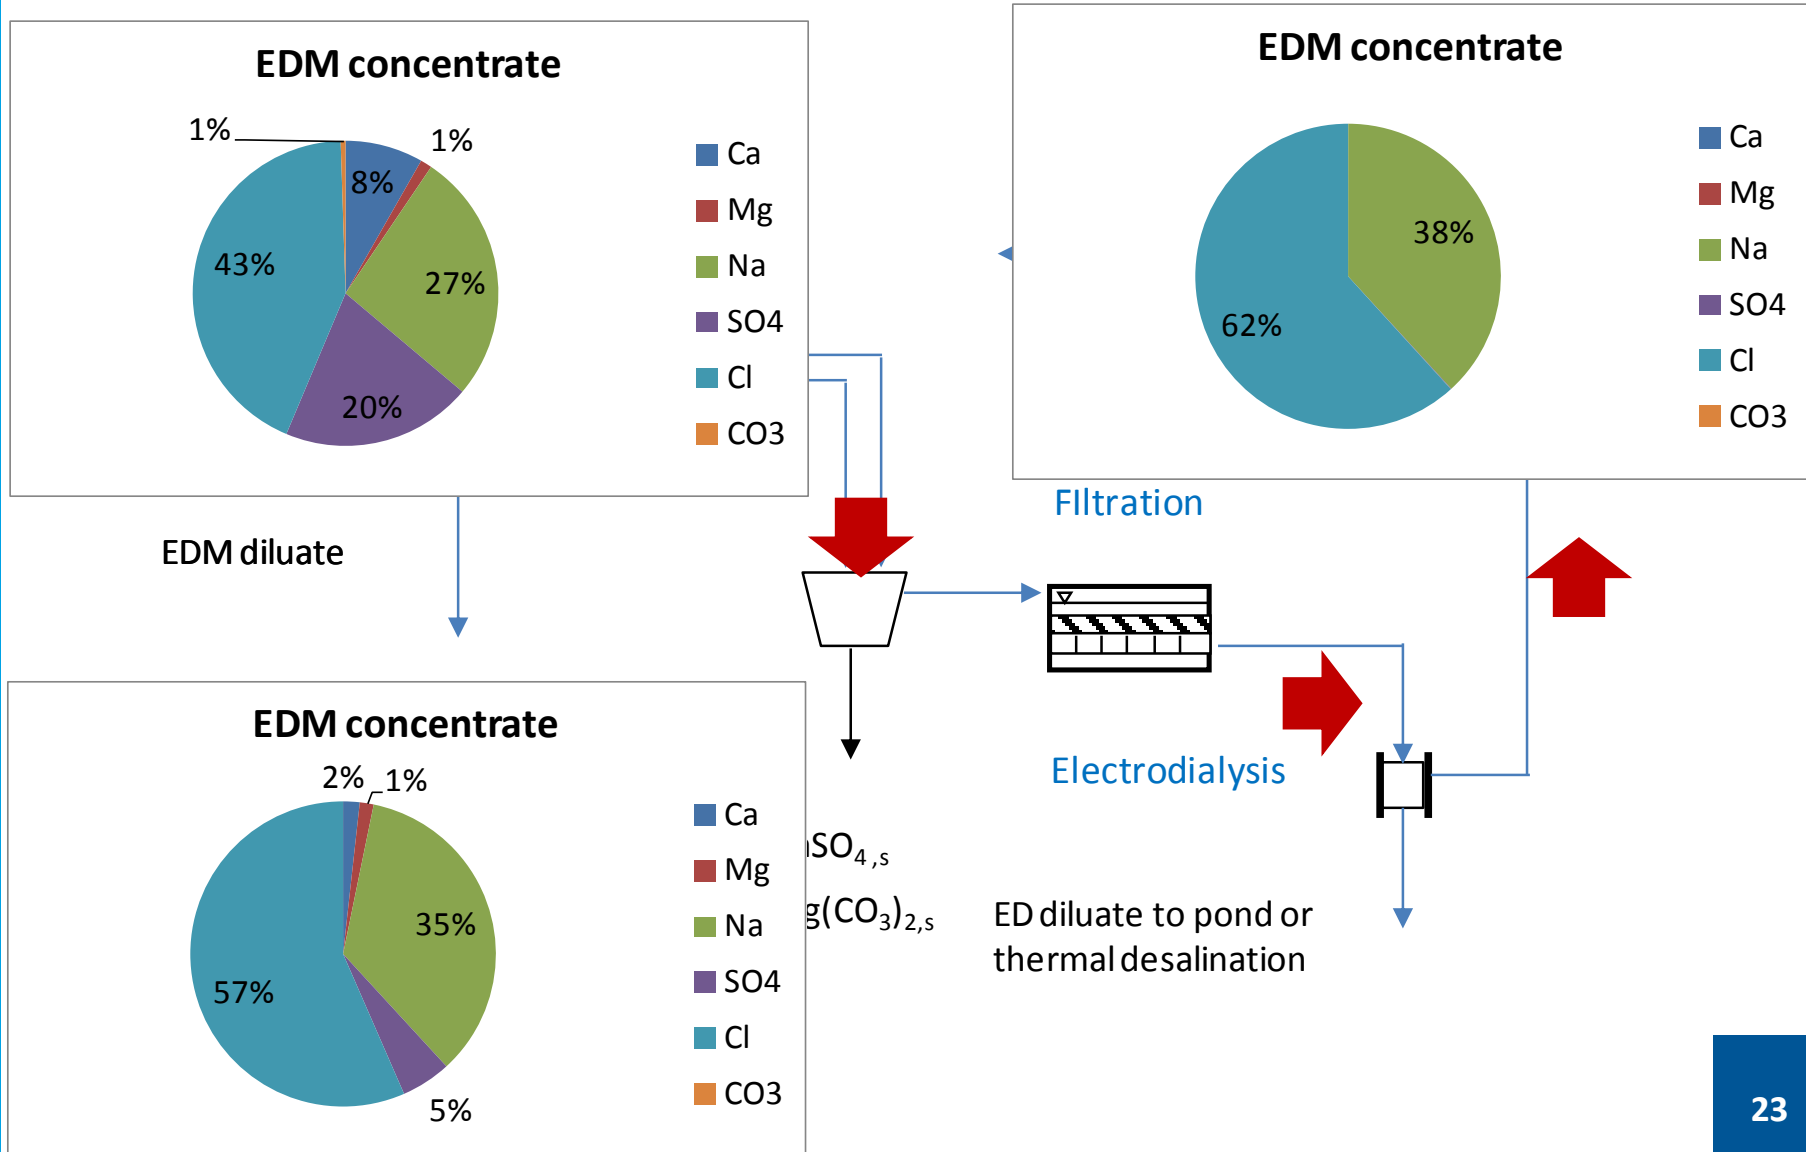 EDM concentrate
1%
1%
8%
43%
27%
20%
Ca
Mg
Na
SO4
Cl
CO3
EDM concentrate
38%
62%
Ca
Mg
Na
SO4
Cl
CO3
EDM diluate
FIltration
Electrodialysis
EDM concentrate
2%
1%
35%
57%
5%
Ca
Mg
Na
SO4
Cl
CO3
SO4,s
g(CO3)2,s
ED diluate to pond or
thermal desalination
23